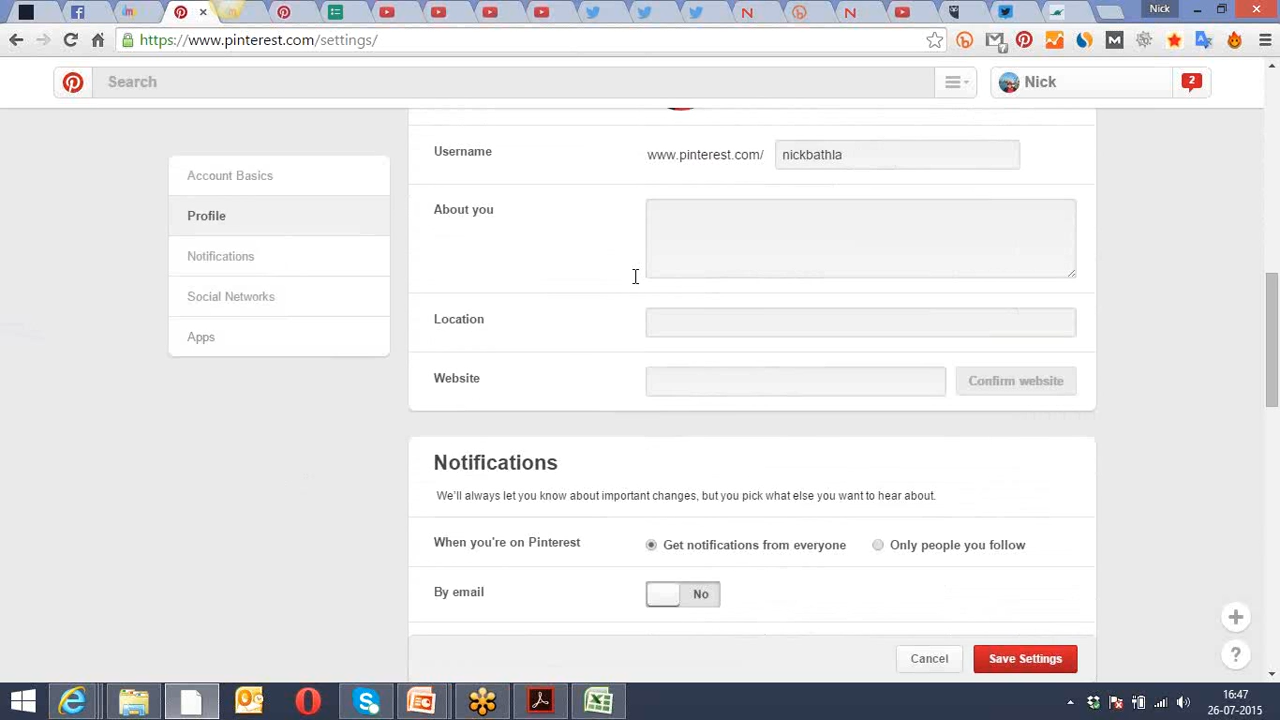 Nick
https://www.pinterest.com/settings/
Search
Nick
2
Username
www.pinterest.com/
nickbathla
Account Basics
Profile
Notifications
Social Networks
Apps
About you
Location
Website
Confirm website
Notifications
We'll always let you know about important changes, but you pick what else you want to hear about.
When you're on Pinterest
Get notifications from everyone
Only people you follow
By email
No
Cancel
Save Settings
16:47
26-07-2015